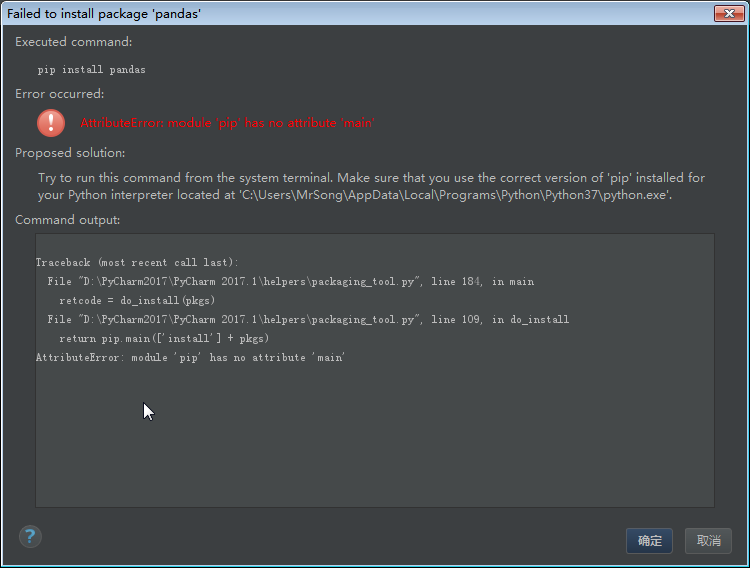 Failed to install package 'pandas'
Executed command:
pip install pandas
Error occurred:
AttributeError: module 'pip' has no attribute 'main'
Proposed solution:
Try to run this command from the system terminal. Make sure that you use the correct version of 'pip' installed for
your Python interpreter located at 'C:\Users\MrSong\AppData\Local\Programs\Python\Python37\python.exe'.
Command output:
Traceback (most recent call last):
  File "D:\PyCharm2017\PyCharm 2017.1\helpers\packaging_tool.py", line 184, in main
    retcode = do_install(pkgs)
  File "D:\PyCharm2017\PyCharm 2017.1\helpers\packaging_tool.py", line 109, in do_install
    return pip.main(['install'] + pkgs)
AttributeError: module 'pip' has no attribute 'main'
?
确定 取消